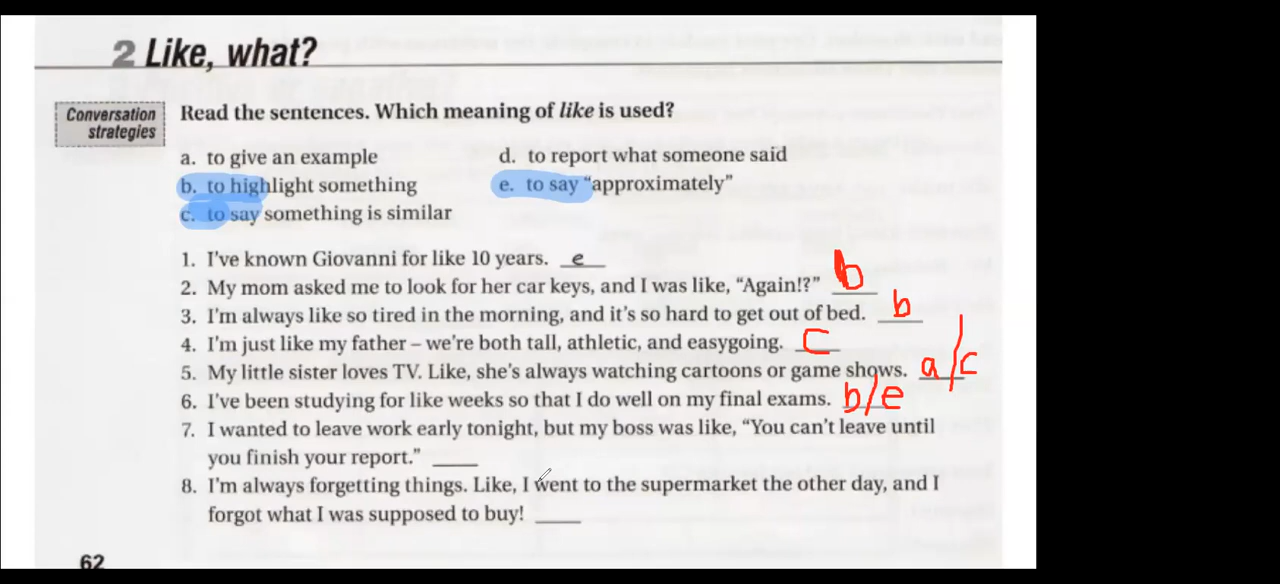 2 Like, what?
Conversation
strategies
Read the sentences. Which meaning of like is used?
a. to give an example
d. to report what someone said
b. to highlight something
e. to say "approximately"
c. to say something is similar
1. I've known Giovanni for like 10 years. e
2. My mom asked me to look for her car keys, and I was like, "Again!?" b
3. I'm always like so tired in the morning, and it's so hard to get out of bed. b
4. I'm just like my father – we're both tall, athletic, and easygoing. C
5. My little sister loves TV. Like, she's always watching cartoons or game shows. a/c
6. I've been studying for like weeks so that I do well on my final exams. b/e
7. I wanted to leave work early tonight, but my boss was like, "You can't leave until
you finish your report."
8. I'm always forgetting things. Like, I went to the supermarket the other day, and I
forgot what I was supposed to buy!
62